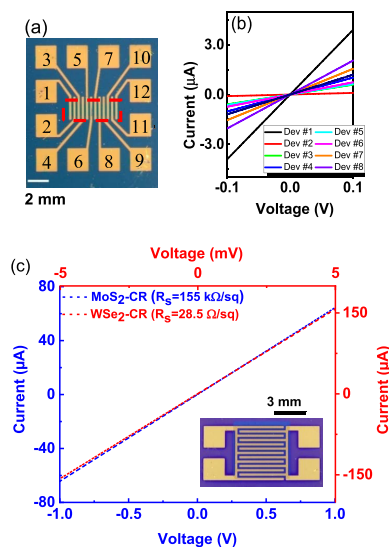 (a)
3 5 7 10
1 12
2 11
4 6 8 9
2 mm
(b)
Current (µA)
3.0
0.0
-3.0
Dev #1 Dev #5
Dev #2 Dev #6
Dev #3 Dev #7
Dev #4 Dev #8
-0.1 0.0 0.1
Voltage (V)
(c)
Voltage (mV)
-5 0 5
MoS2-CR (Rs=155 kΩ/sq)
WSe2-CR (Rs=28.5 Ω/sq)
Current (µA)
80
40
0
-40
-80
150
0
-150
Current (µA)
3 mm
-1.0 -0.5 0.0 0.5 1.0
Voltage (V)